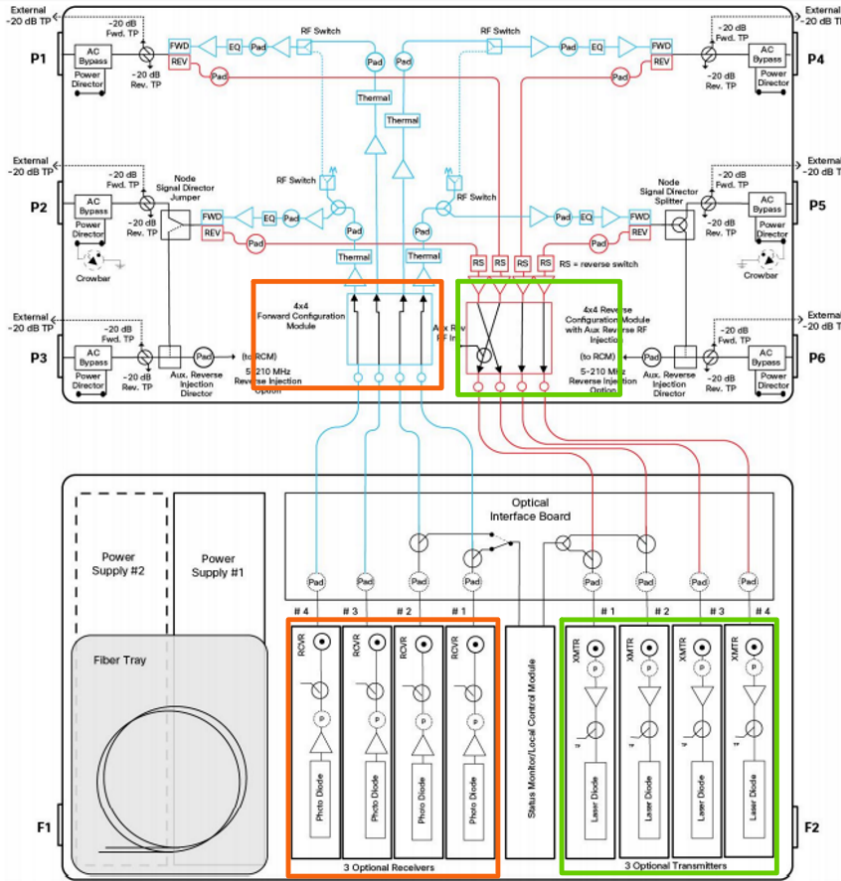 External
-20 dB TP
-20 dB
Fwd. TP
FWD
EQ
Pad
RF Switch
RF Switch
EQ
Pad
FWD
-20 dB
Fwd. TP
External
-20 dB TP
P1
AC
Bypass
REV
Pad
Pad
Pad
Pad
REV
AC
Bypass
P4
Power
Director
-20 dB
Rev. TP
Thermal
Thermal
-20 dB
Rev. TP
Power
Director
External
-20 dB TP
-20 dB
Fwd. TP
Node
Signal Director
Jumper
RF Switch
RF Switch
Node
Signal Director
Splitter
-20 dB
Fwd. TP
External
-20 dB TP
P2
AC
Bypass
-20 dB
Rev. TP
FWD
EQ
Pad
Pad
Pad
Pad
EQ
FWD
-20 dB
Rev. TP
AC
Bypass
P5
Power
Director
REV
Pad
Pad
REV
Power
Director
Crowbar
Thermal
Thermal
RS
RS
RS
RS
RS = reverse switch
Crowbar
External
-20 dB TP
-20 dB
Fwd. TP
4x4
Forward Configuration
Module
Aux Rev
RF In
4x4 Reverse
Configuration Module
with Aux Reverse RF
Injection
-20 dB
Fwd. TP
External
-20 dB TP
P3
AC
Bypass
Pad
(to RCM)
(to RCM)
Pad
AC
Bypass
P6
Power
Director
-20 dB
Rev. TP
Aux. Reverse
Injection
Director
5-210 MHz
Reverse Injection
Option
5-210 MHz
Reverse Injection
Option
Aux. Reverse
Injection
Director
-20 dB
Rev. TP
Power
Director
Optical
Interface Board
Power
Supply #2
Power
Supply #1
Pad
Pad
Pad
Pad
Pad
Pad
Pad
Pad
# 4
# 3
# 2
# 1
# 1
# 2
# 3
# 4
RCVR
RCVR
RCVR
RCVR
XMTR
XMTR
XMTR
XMTR
Fiber Tray
P
P
P
P
P
P
P
P
Status Monitor/Local Control Module
Photo Diode
Photo Diode
Photo Diode
Photo Diode
Laser Diode
Laser Diode
Laser Diode
Laser Diode
F1
F2
3 Optional Receivers
3 Optional Transmitters